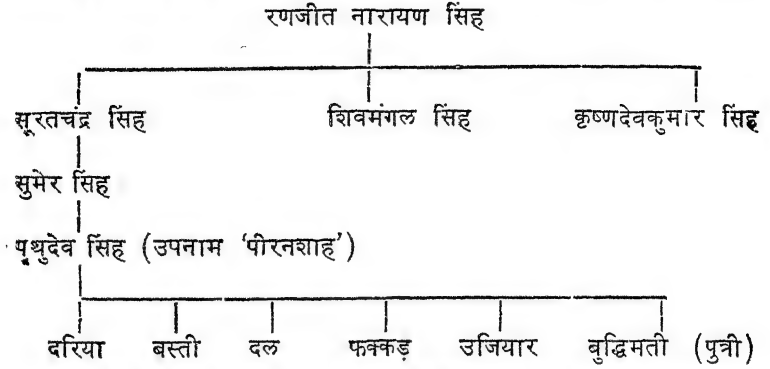 रणजीत नारायण सिंह
सूरतचंद्र सिंह शिवमंगल सिंह कृष्णदेवकुमार सिंह
सुमेर सिंह
पृथुदेव सिंह (उपनाम 'पीरनशाह')
दरिया बस्ती दल फक्कड़ उजियार बुद्धिमती (पुत्री)